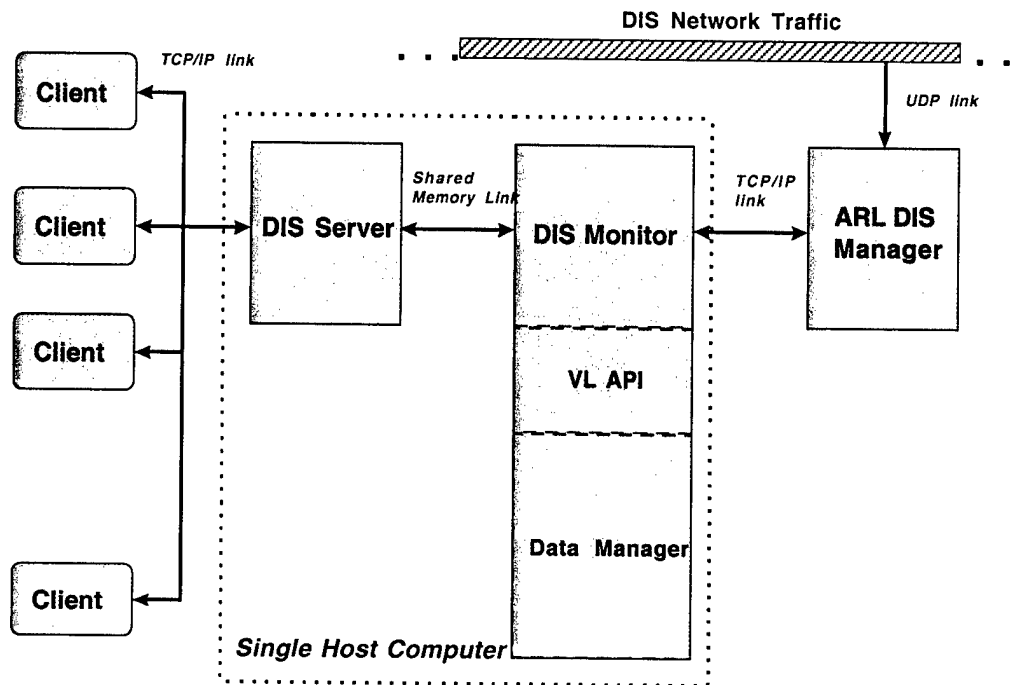 DIS Network Traffic
TCP/IP link
Client
UDP link
Shared
Memory Link
TCP/IP
link
Client
DIS Server
DIS Monitor
ARL DIS
Manager
Client
VL API
Data Manager
Client
Single Host Computer